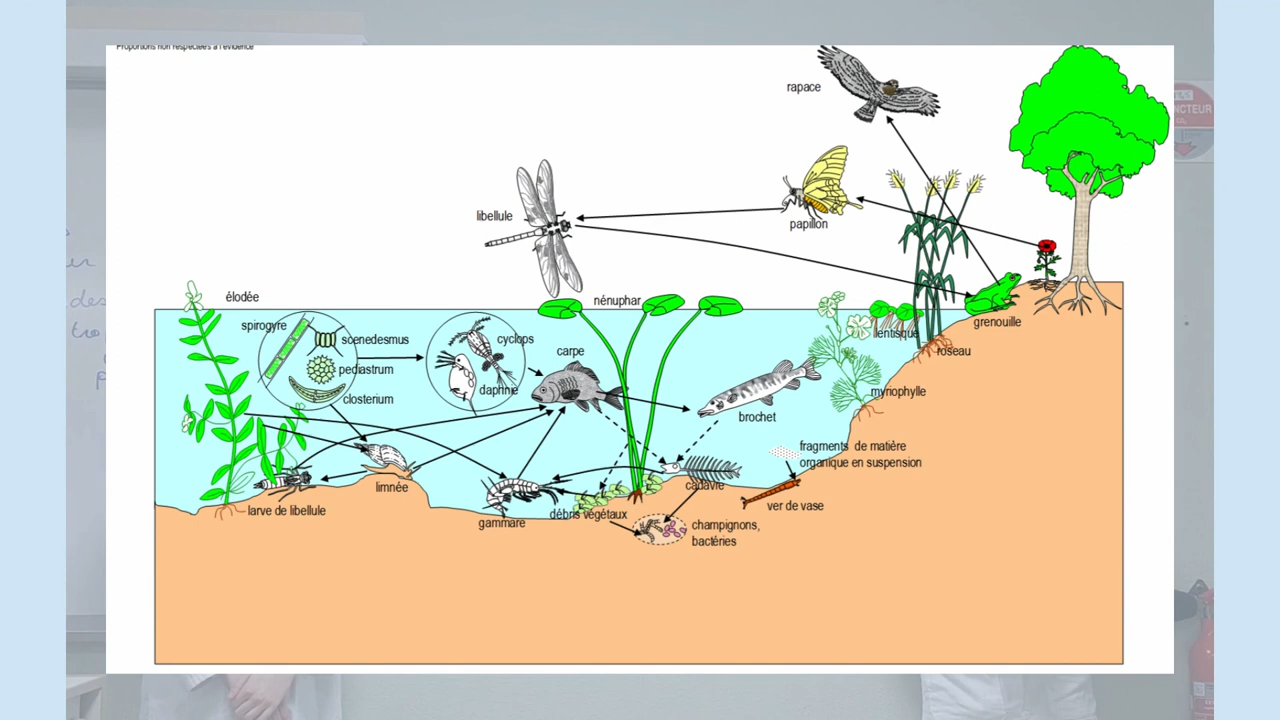 Proportions non respectées à l'évidence
rapace
libellule
papillon
élodée
nénuphar
spirogyre
scenedesmus
pediastrum
closterium
cyclops
daphnie
carpe
brochet
lentisque
grenouille
roseau
myriophylle
fragments de matière
organique en suspension
limnée
larve de libellule
gammare
débris végétaux
cadavre
ver de vase
champignons,
bactéries
NCTEUR